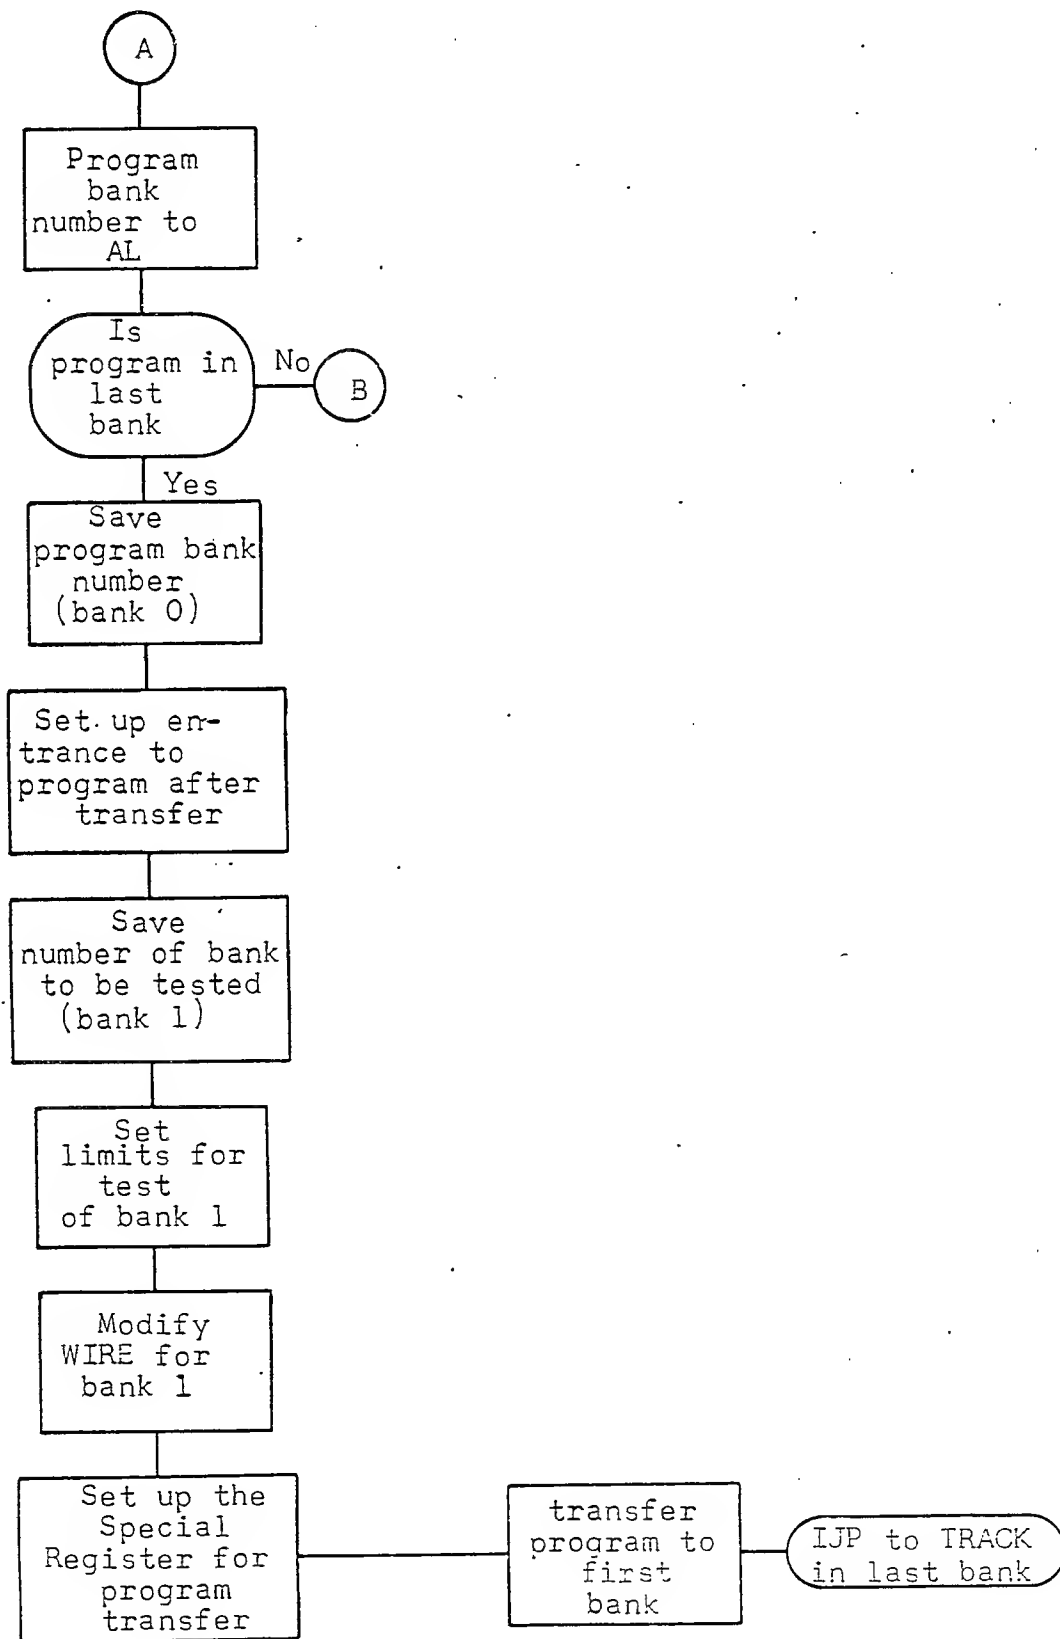 A
Program
bank
number to
AL
Is
program in
last
bank
No
B
Yes
Save
program bank
number
(bank 0)
Set up en-
trance to
program after
transfer
Save
number of bank
to be tested
(bank 1)
Set
limits for
test
of bank 1
Modify
WIRE for
bank 1
Set up the
Special
Register for
program
transfer
transfer
program to
first
bank
IJP to TRACK
in last bank